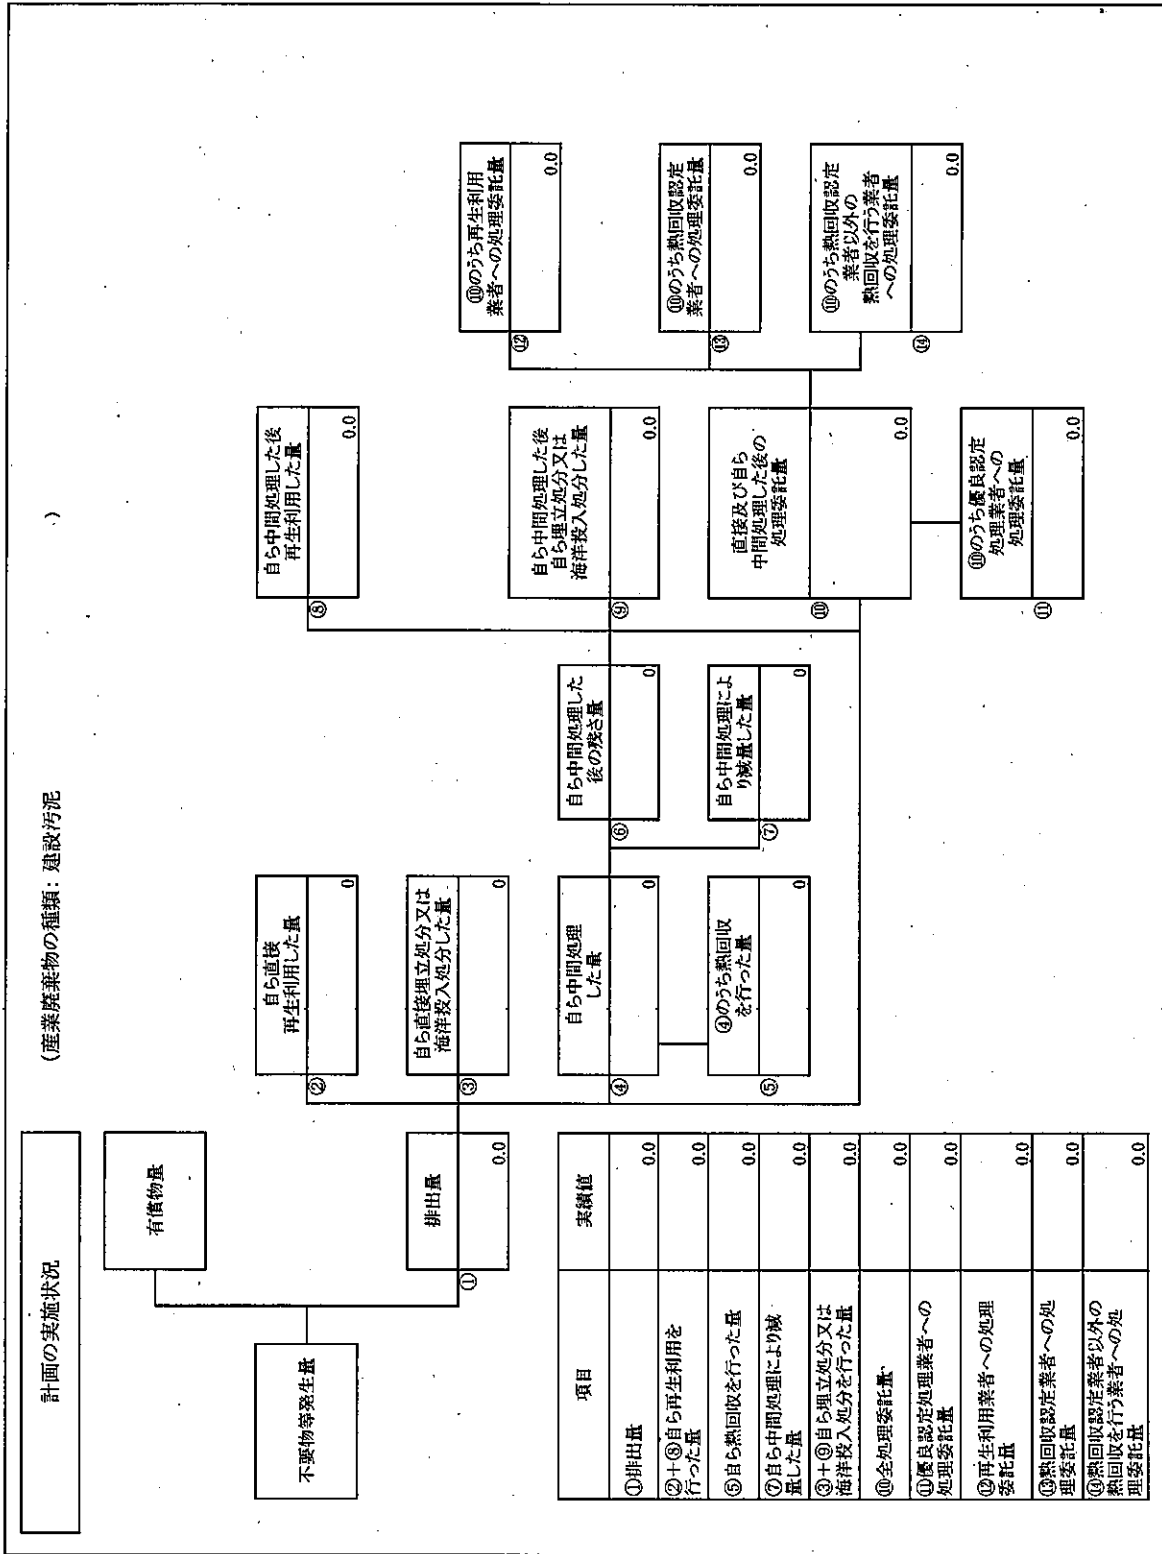 計画の実施状況
(産業廃棄物の種類: 建設汚泥
)
不要物等発生量
有償物量
①
排出量
0.0
②
自ら直接
再生利用した量
0
③
自ら直接埋立処分又は
海洋投入処分した量
0
④
自ら中間処理
した量
0
⑤
④のうち熱回収
を行った量
0
⑥
自ら中間処理した
後の残さ量
0
⑦
自ら中間処理によ
り減量した量
0
⑧
自ら中間処理した後
再生利用した量
0.0
⑨
自ら中間処理した後
自ら埋立処分又は
海洋投入処分した量
0.0
⑩
直接及び自ら
中間処理した後の
処理委託量
0.0
⑪
⑩のうち優良認定
処理業者への
処理委託量
0.0
⑫
⑩のうち再生利用
業者への処理委託量
0.0
⑬
⑩のうち熱回収認定
業者への処理委託量
0.0
⑭
⑩のうち熱回収認定
業者以外の
熱回収を行う業者
への処理委託量
0.0
項目 実績値
①排出量 0.0
②+⑧自ら再生利用を
行った量 0.0
⑤自ら熱回収を行った量 0.0
⑦自ら中間処理により減
量した量 0.0
③+⑨自ら埋立処分又は
海洋投入処分を行った量 0.0
⑩全処理委託量 0.0
⑪優良認定処理業者への
処理委託量 0.0
⑫再生利用業者への処理
委託量 0.0
⑬熱回収認定業者への処
理委託量 0.0
⑭熱回収認定業者以外の
熱回収を行う業者への処
理委託量 0.0